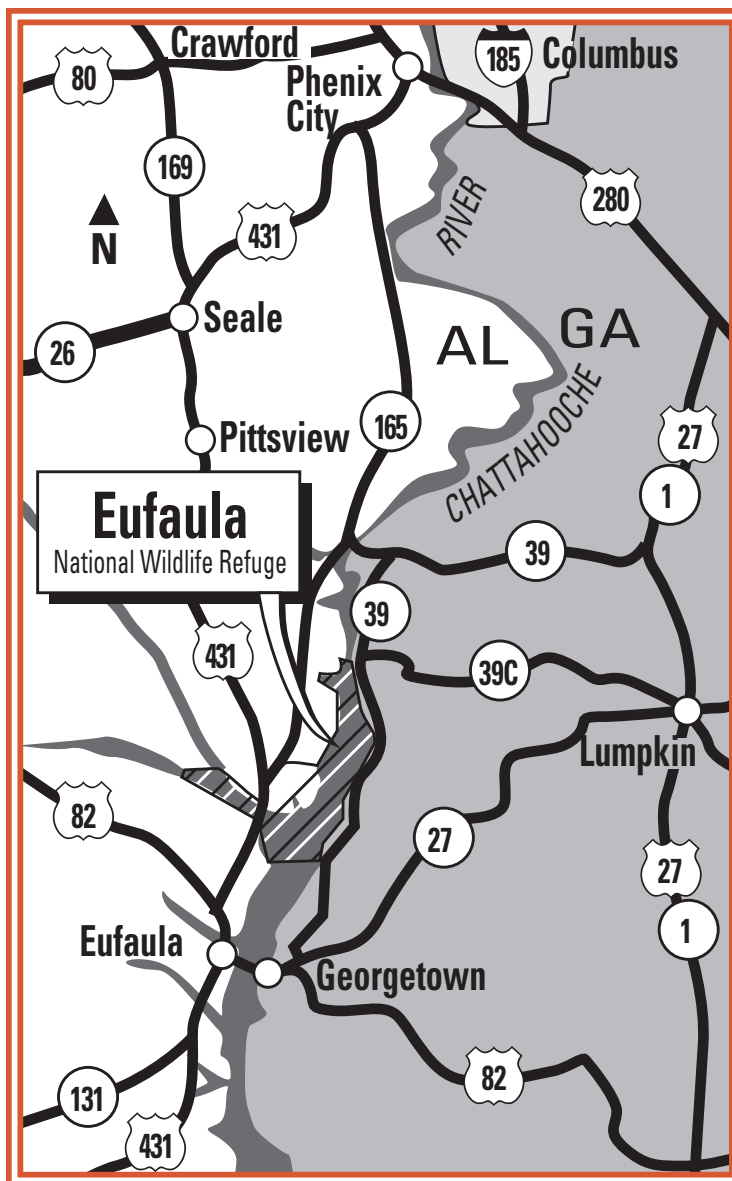 Crawford
185
Columbus
80
Phenix
City
169
280
RIVER
431
N
Seale
AL
GA
26
CHATTAHOOCHE
165
27
Pittsview
1
Eufaula
National Wildlife Refuge
39
39
431
39C
Lumpkin
82
27
27
1
Eufaula
Georgetown
82
131
431